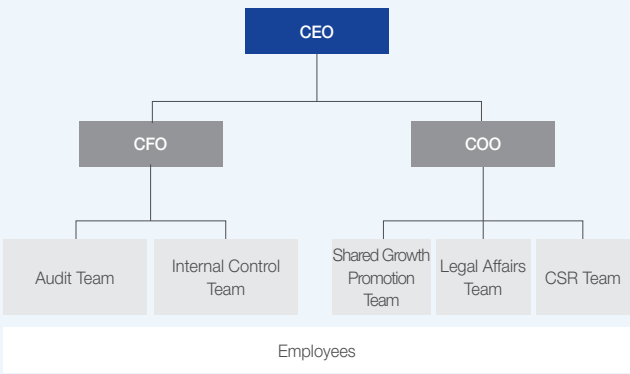 CEO
CFO
COO
Audit Team
Internal Control
Team
Shared Growth
Promotion
Team
Legal Affairs
Team
CSR Team
Employees